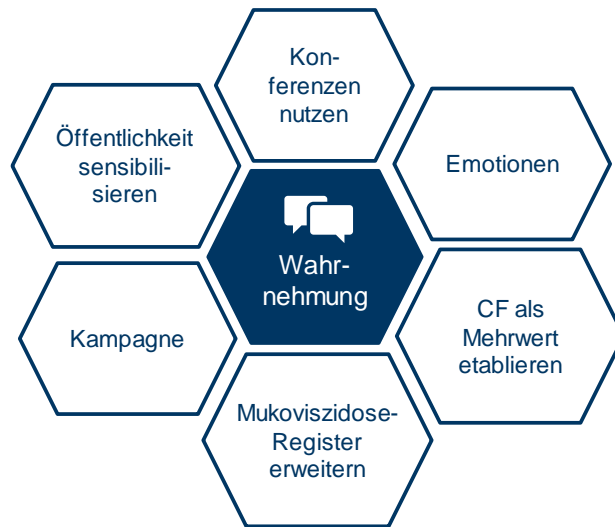 Kon-
ferenzen
nutzen
Öffentlichkeit
sensibili-
sieren
Emotionen
Wahr-
nehmung
Kampagne
CF als
Mehrwert
etablieren
Mukoviszidose-
Register
erweitern